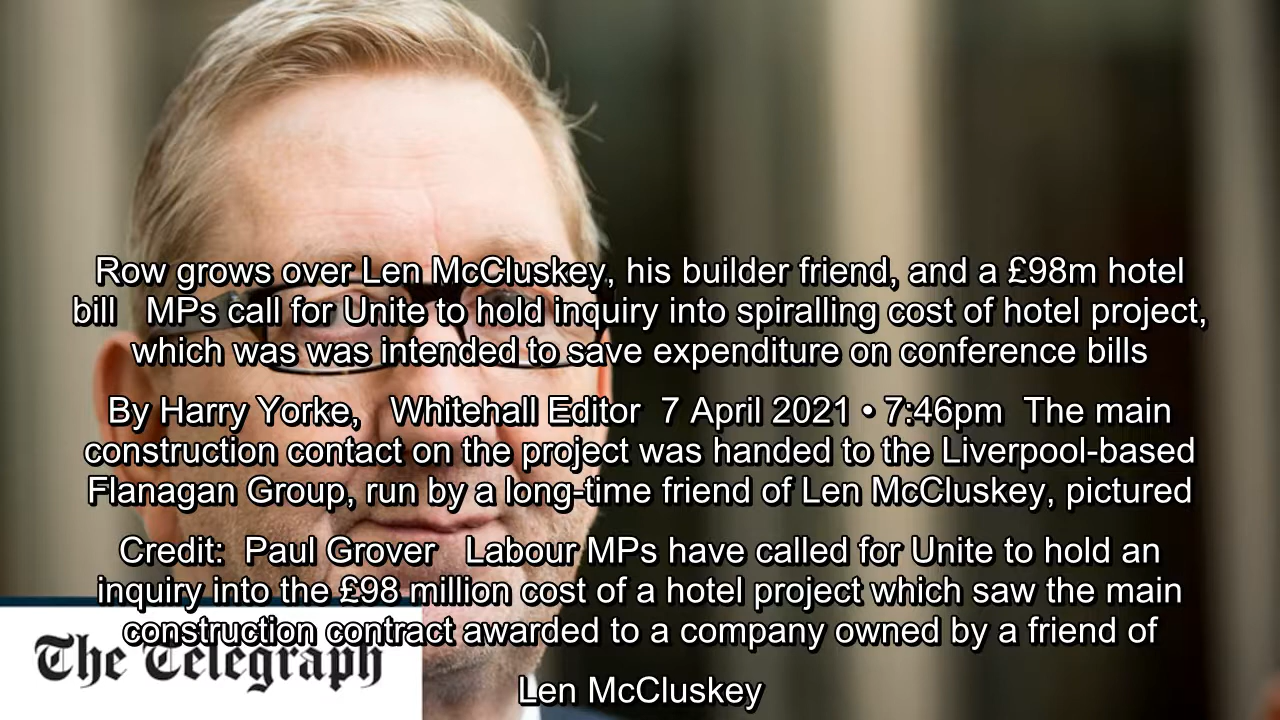 Row grows over Len McCluskey, his builder friend, and a £98m hotel
bill   MPs call for Unite to hold inquiry into spiralling cost of hotel project,
which was was intended to save expenditure on conference bills
By Harry Yorke,   Whitehall Editor  7 April 2021 • 7:46pm  The main
construction contact on the project was handed to the Liverpool-based
Flanagan Group, run by a long-time friend of Len McCluskey, pictured
Credit:  Paul Grover   Labour MPs have called for Unite to hold an
inquiry into the £98 million cost of a hotel project which saw the main
construction contract awarded to a company owned by a friend of
The Telegraph
Len McCluskey